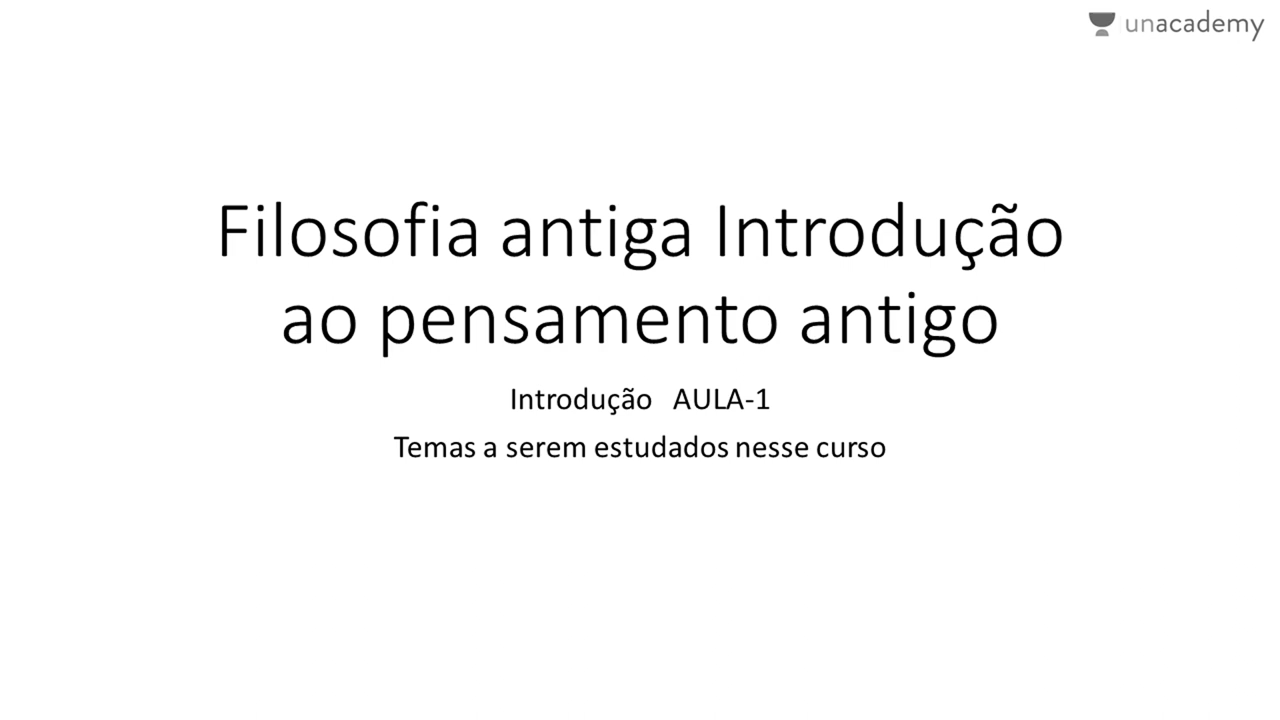 unacademy
Filosofia antiga Introdução
ao pensamento antigo
Introdução AULA-1
Temas a serem estudados nesse curso